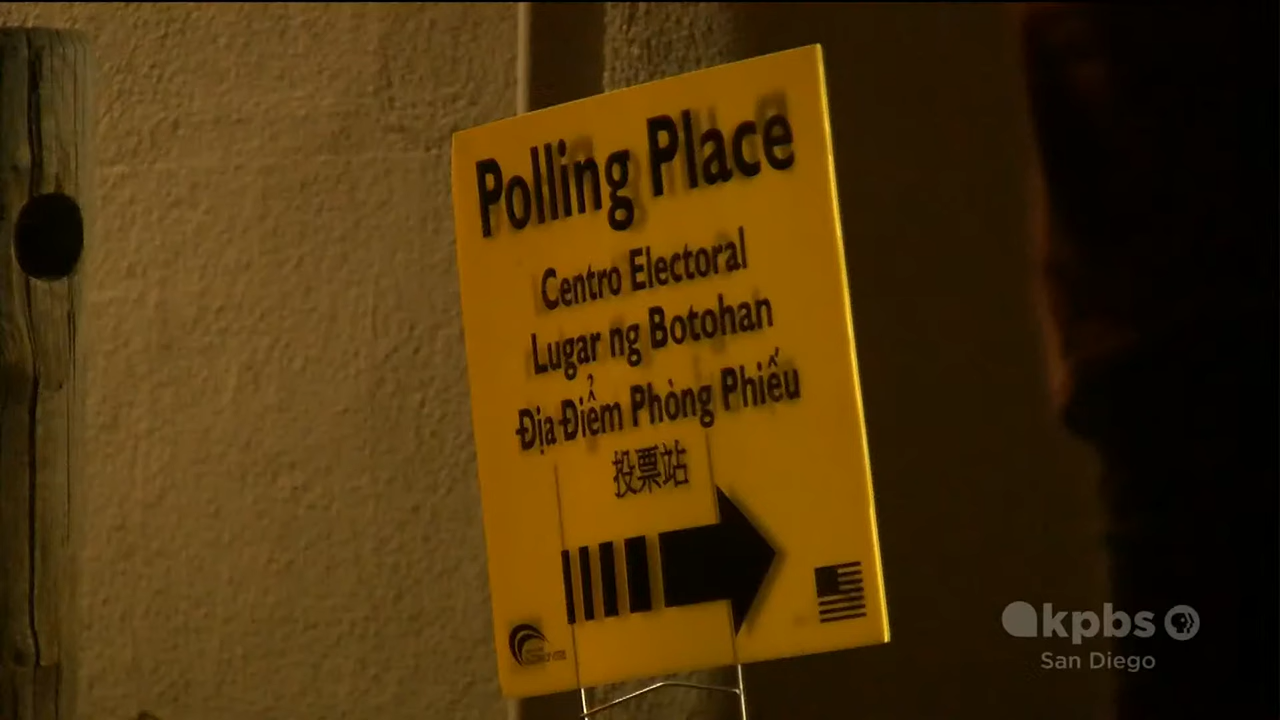 Polling Place
Centro Electoral
Lugar ng Botohan
Địa Điểm Phòng Phiếu
投票站
kpbs
San Diego